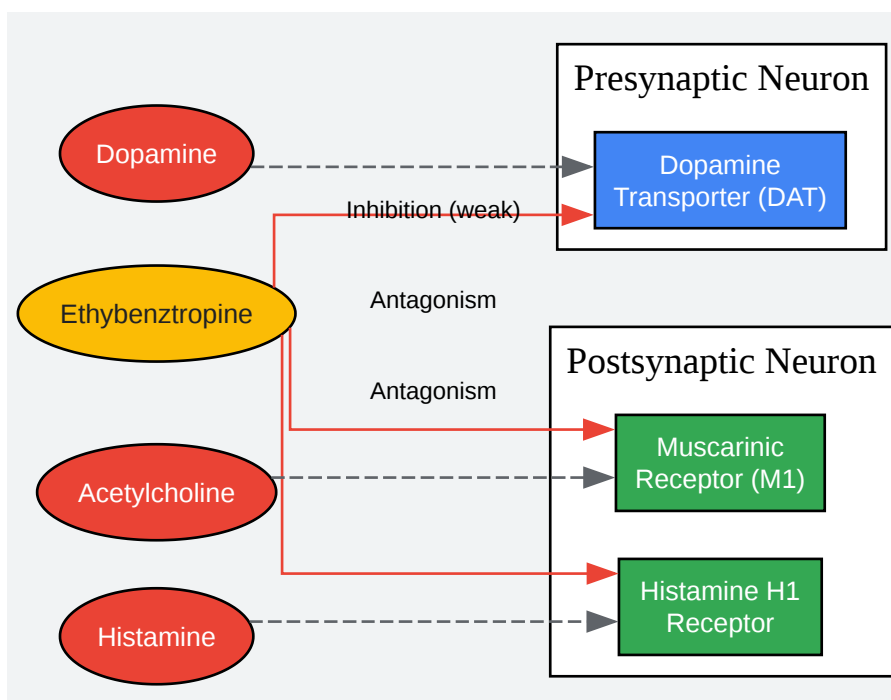 Presynaptic Neuron
Dopamine
Dopamine
Transporter (DAT)
Inhibition (weak)
Ethybenztropine
Antagonism
Postsynaptic Neuron
Antagonism
Muscarinic
Receptor (M1)
Acetylcholine
Histamine H1
Receptor
Histamine